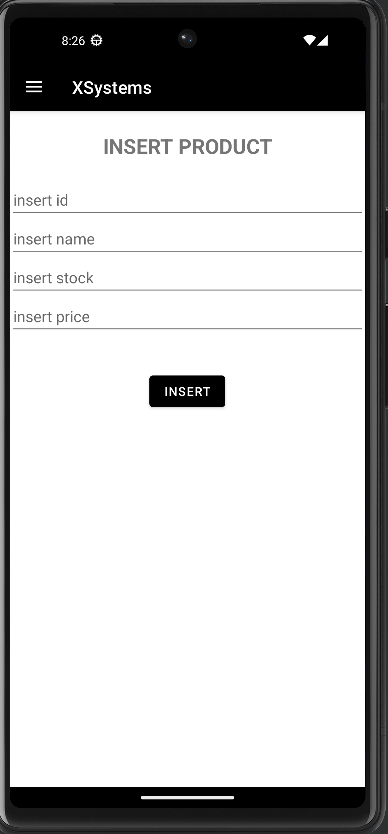 8:26
XSystems
INSERT PRODUCT
insert id
insert name
insert stock
insert price
INSERT